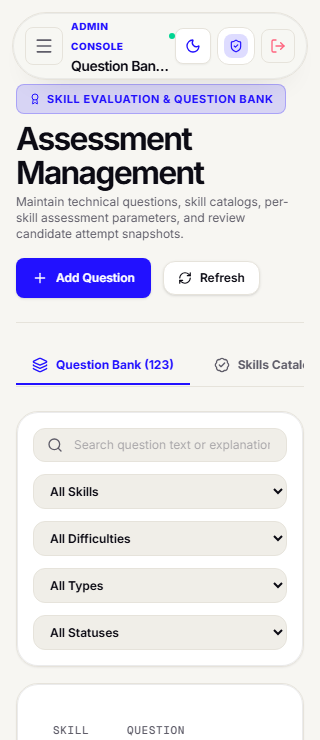 ADMIN
CONSOLE
Question Ban...
SKILL EVALUATION & QUESTION BANK
Assessment
Management
Maintain technical questions, skill catalogs, per-
skill assessment parameters, and review
candidate attempt snapshots.
Add Question
Refresh
Question Bank (123)
Skills Catal
Search question text or explanation
All Skills
All Difficulties
All Types
All Statuses
SKILL
QUESTION